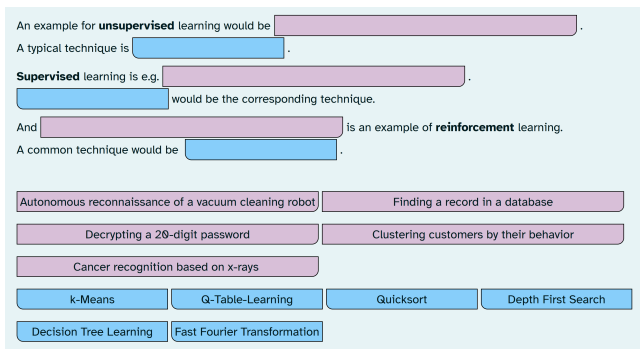 An example for unsupervised learning would be .
A typical technique is .
Supervised learning is e.g. .
would be the corresponding technique.
And is an example of reinforcement learning.
A common technique would be .
Autonomous reconnaissance of a vacuum cleaning robot Finding a record in a database
Decrypting a 20-digit password Clustering customers by their behavior
Cancer recognition based on x-rays
k-Means Q-Table-Learning Quicksort Depth First Search
Decision Tree Learning Fast Fourier Transformation